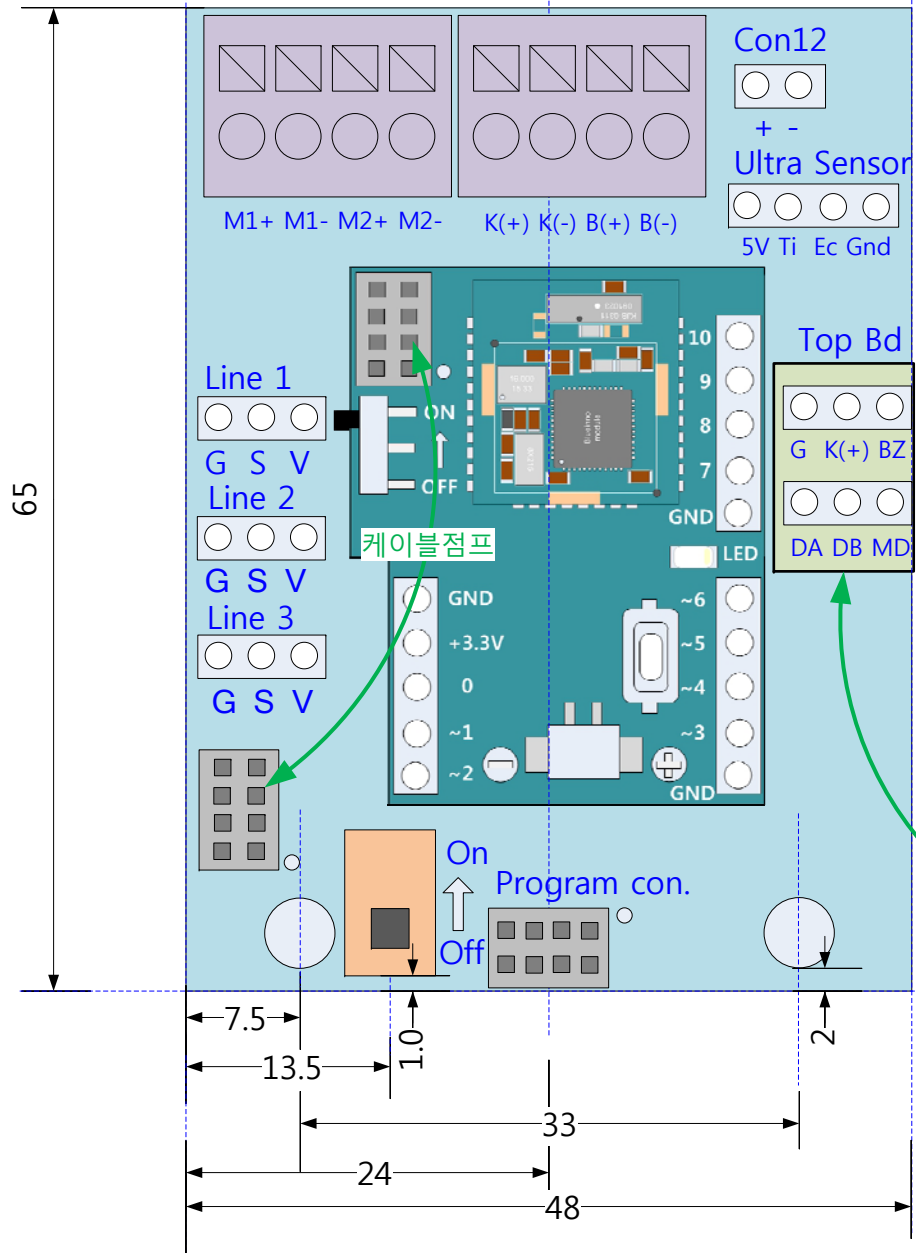 Con12
+ -
Ultra Sensor
5V Ti Ec Gnd
M1+ M1- M2+ M2-
K(+) K(-) B(+) B(-)
65
Line 1
G S V
Line 2
G S V
Line 3
G S V
ON
OFF
케이블점프
10
9
8
7
GND
LED
Top Bd
G K(+) BZ
DA DB MD
GND
+3.3V
0
~1
~2
~6
~5
~4
~3
GND
On
Off
Program con.
7.5
1.0
2
13.5
33
24
48